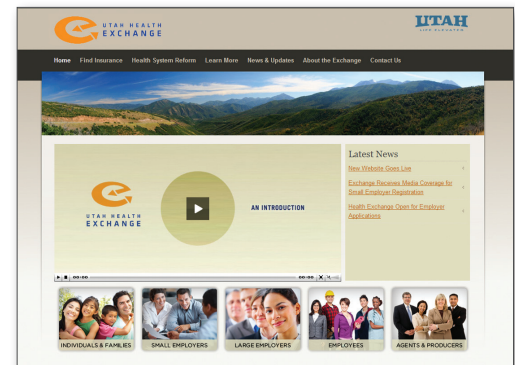 UTAH HEALTH
EXCHANGE
UTAH
LIFE ELEVATED
Home Find Insurance Health System Reform Learn More News & Updates About the Exchange Contact Us
UTAH HEALTH
EXCHANGE
AN INTRODUCTION
Latest News
New Website Goes Live
Exchange Receives Media Coverage for
Small Employer Registration
Health Exchange Open for Employer
Applications
00:00 00:00
INDIVIDUALS & FAMILIES SMALL EMPLOYERS LARGE EMPLOYERS EMPLOYEES AGENTS & PRODUCERS